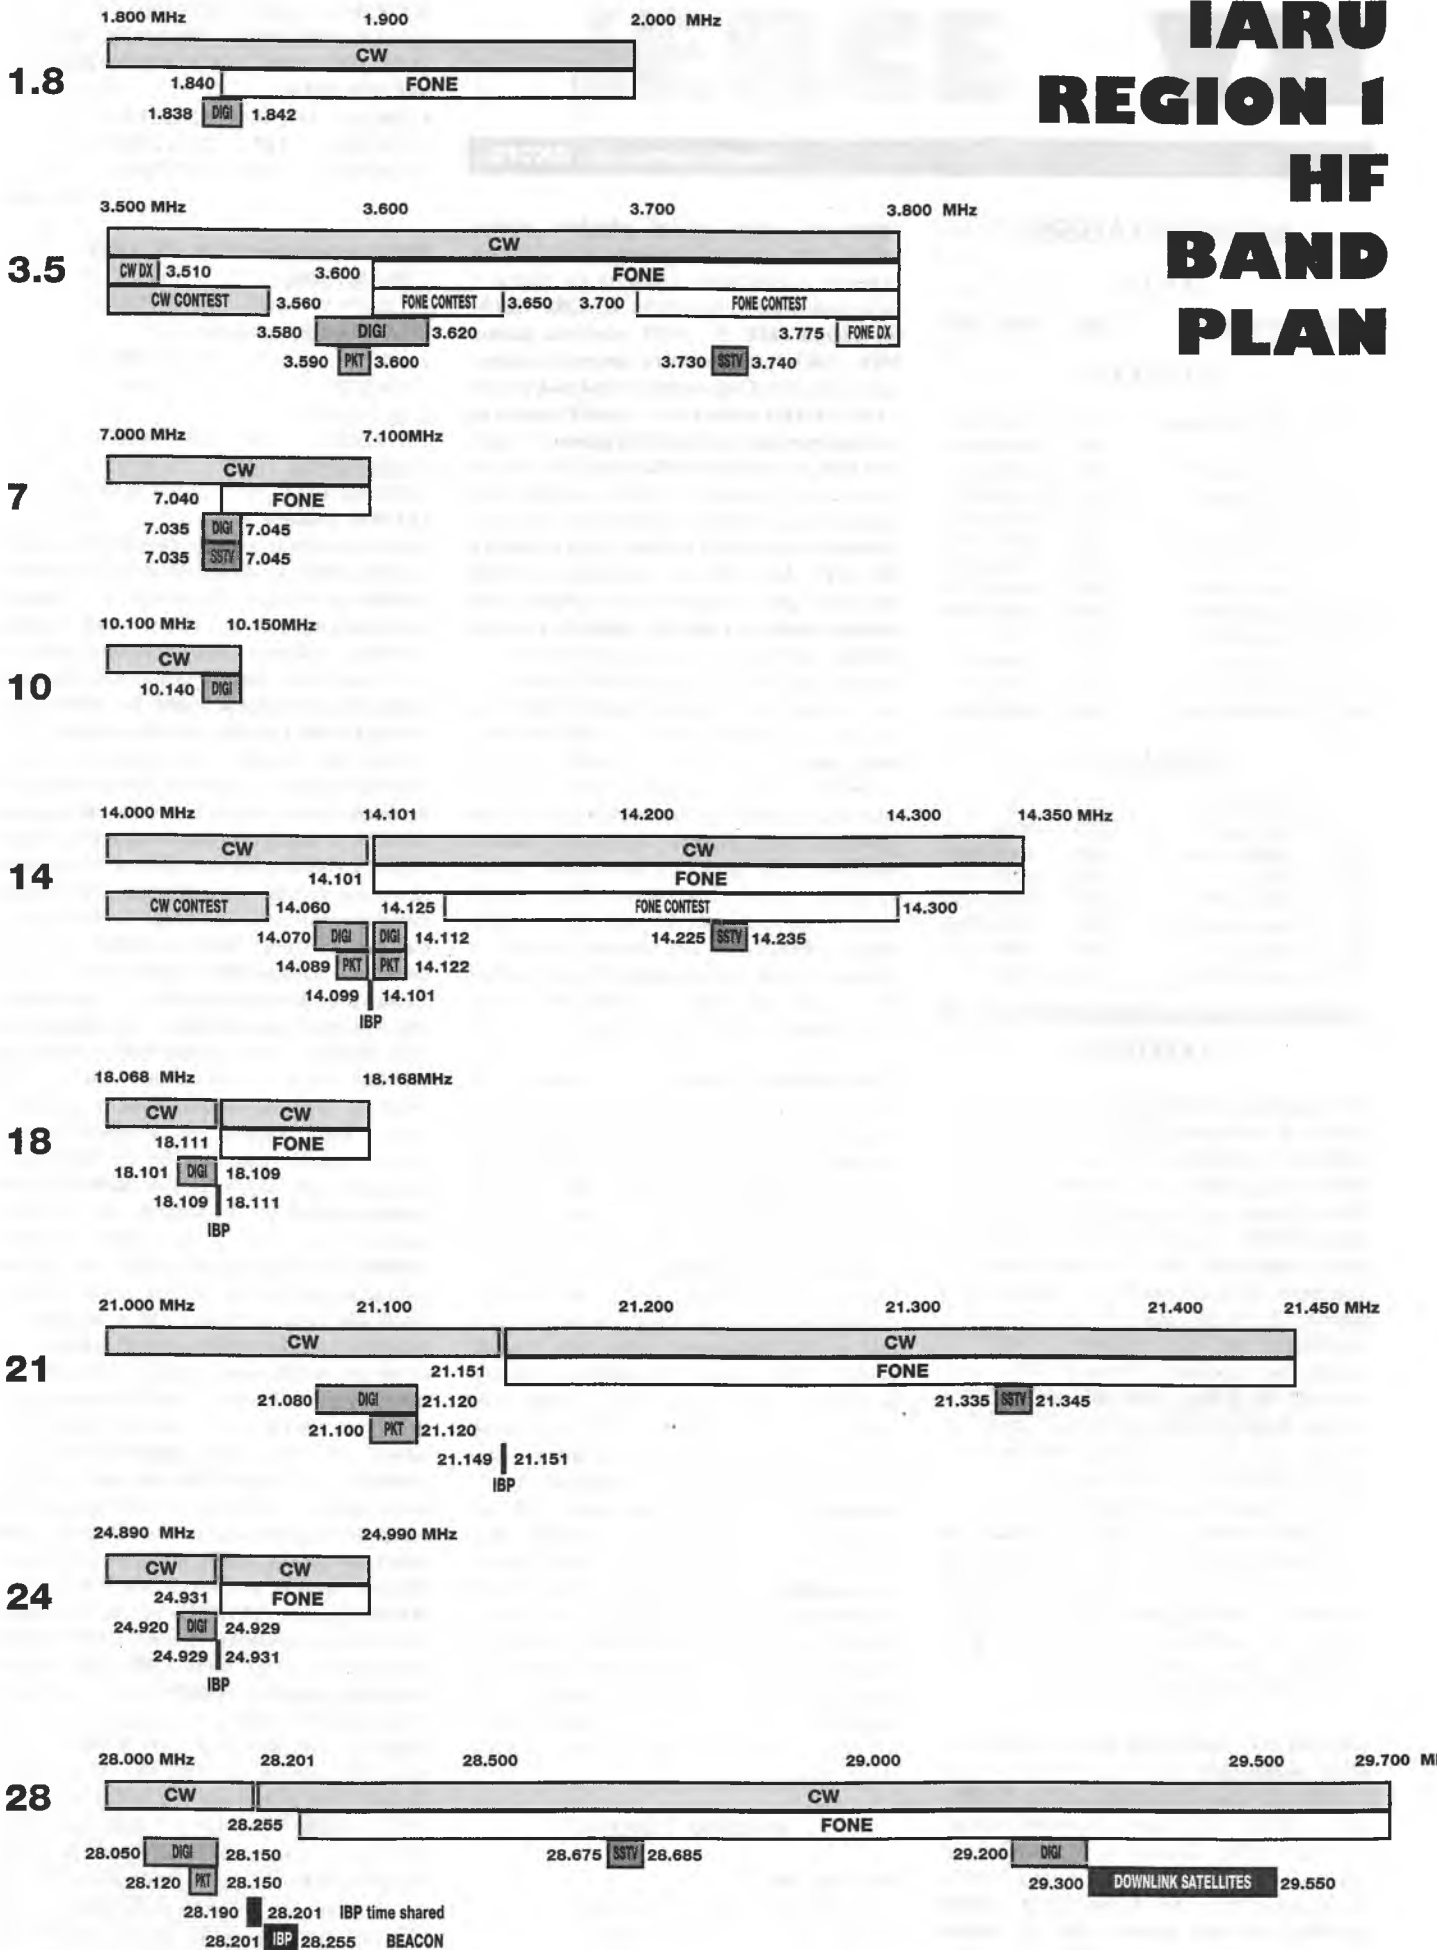 IARU
REGION 1
HF
BAND
PLAN
1.800 MHz 1.900 2.000 MHz
1.8
CW
1.840 FONE
1.838 DIGI 1.842
3.500 MHz 3.600 3.700 3.800 MHz
3.5
CW
CW DX 3.510 3.600 FONE
CW CONTEST 3.560 FONE CONTEST 3.650 3.700 FONE CONTEST
3.580 DIGI 3.620 3.775 FONE DX
3.590 PKT 3.600 3.730 SSTV 3.740
7.000 MHz 7.100MHz
7
CW
7.040 FONE
7.035 DIGI 7.045
7.035 SSTV 7.045
10.100 MHz 10.150MHz
10
CW
10.140 DIGI
14.000 MHz 14.101 14.200 14.300 14.350 MHz
14
CW CW
14.101 FONE
CW CONTEST 14.060 14.125 FONE CONTEST 14.300
14.070 DIGI DIGI 14.112 14.225 SSTV 14.235
14.089 PKT PKT 14.122
14.099 14.101
IBP
18.068 MHz 18.168MHz
18
CW CW
18.111 FONE
18.101 DIGI 18.109
18.109 18.111
IBP
21.000 MHz 21.100 21.200 21.300 21.400 21.450 MHz
21
CW CW
21.151 FONE
21.080 DIGI 21.120 21.335 SSTV 21.345
21.100 PKT 21.120
21.149 21.151
IBP
24.890 MHz 24.990 MHz
24
CW CW
24.931 FONE
24.920 DIGI 24.929
24.929 24.931
IBP
28.000 MHz 28.201 28.500 29.000 29.500 29.700
28
CW CW
28.255 FONE
28.050 DIGI 28.150 28.675 SSTV 28.685 29.200 DIGI
28.120 PKT 28.150 29.300 DOWNLINK SATELLITES 29.550
28.190 28.201 IBP time shared
28.201 IBP 28.255 BEACON